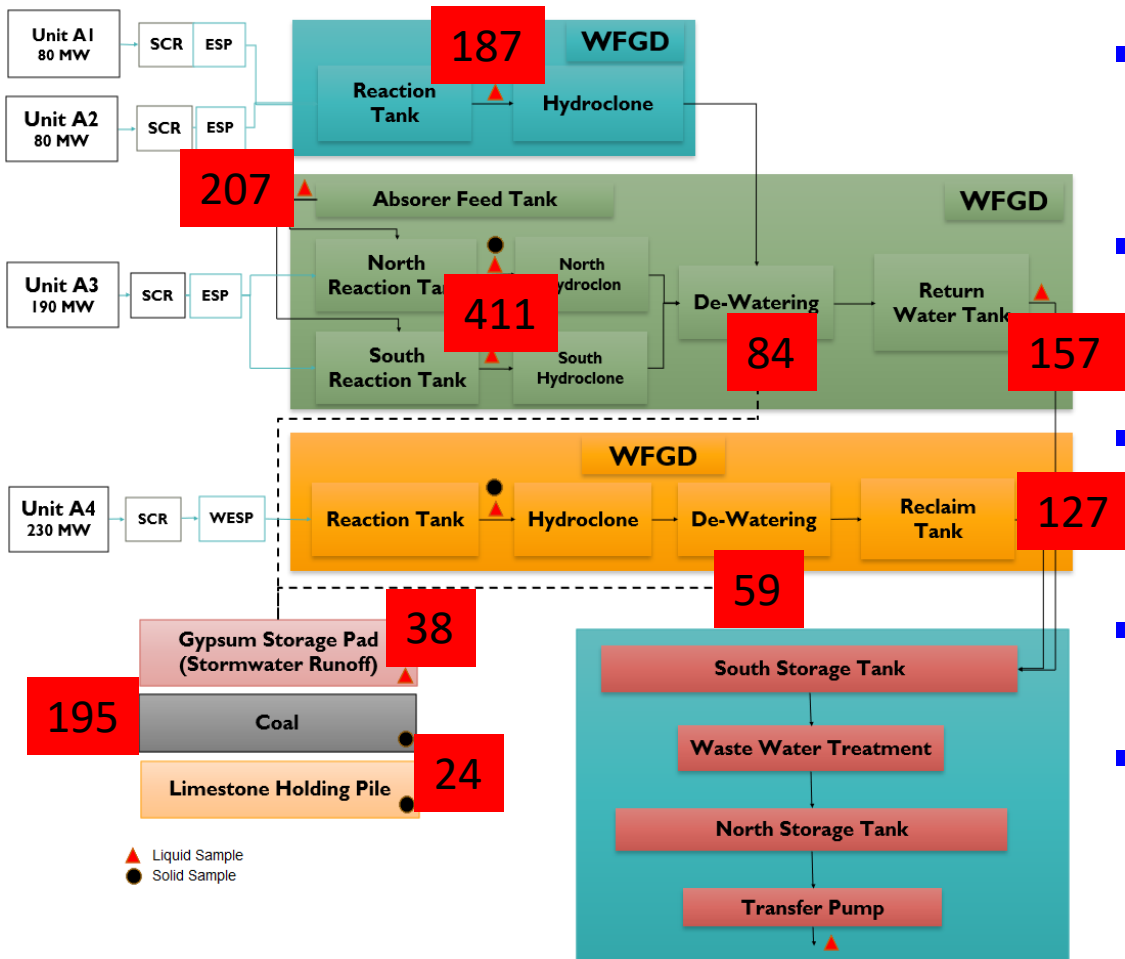 Unit A1
80 MW
SCR
ESP
187
WFGD
Reaction
Tank
Hydroclone
Unit A2
80 MW
SCR
ESP
207
Absorer Feed Tank
WFGD
North
Reaction Tan
North
ydroclon
Unit A3
190 MW
SCR
ESP
411
De-Watering
Return
Water Tank
84
157
South
Reaction Tank
South
Hydroclone
WFGD
Unit A4
230 MW
SCR
WESP
Reaction Tank
Hydroclone
De-Watering
Reclaim
Tank
127
59
38
Gypsum Storage Pad
(Stormwater Runoff)
195
Coal
24
Limestone Holding Pile
South Storage Tank
Waste Water Treatment
North Storage Tank
Transfer Pump
Liquid Sample
Solid Sample